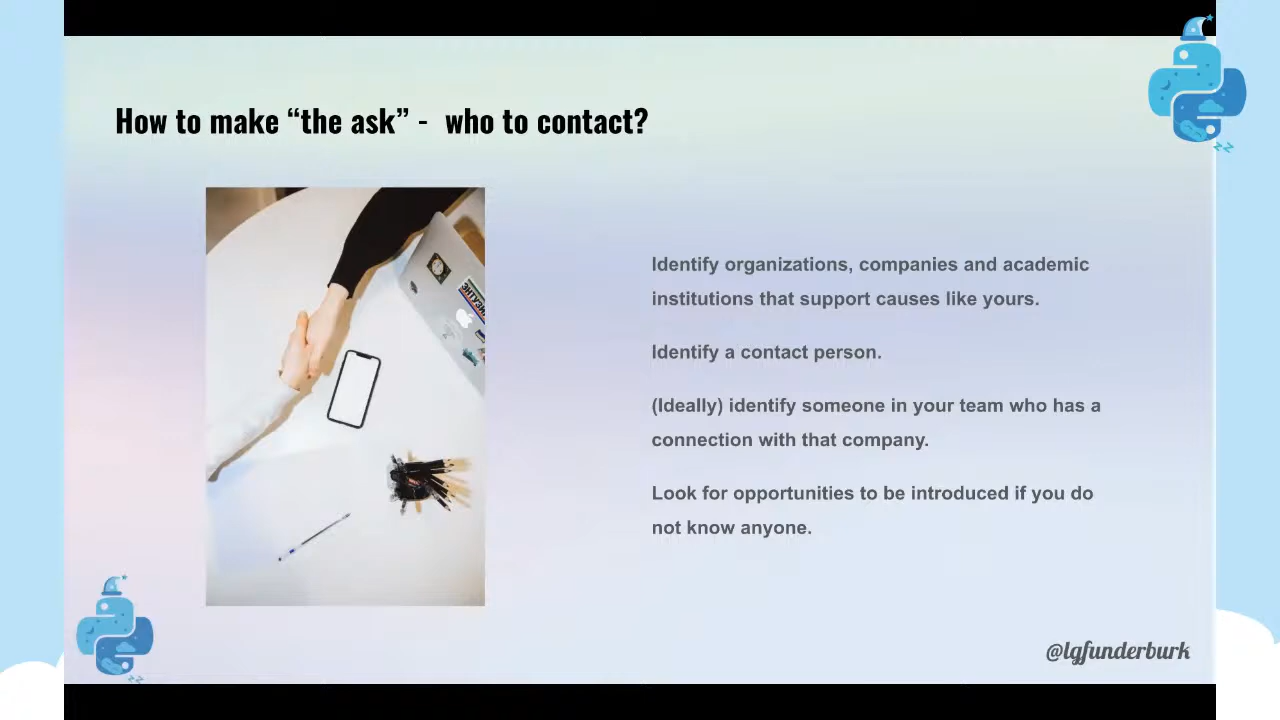 How to make “the ask” - who to contact?
Identify organizations, companies and academic
institutions that support causes like yours.
Identify a contact person.
(Ideally) identify someone in your team who has a
connection with that company.
Look for opportunities to be introduced if you do
not know anyone.
@lgfunderburk